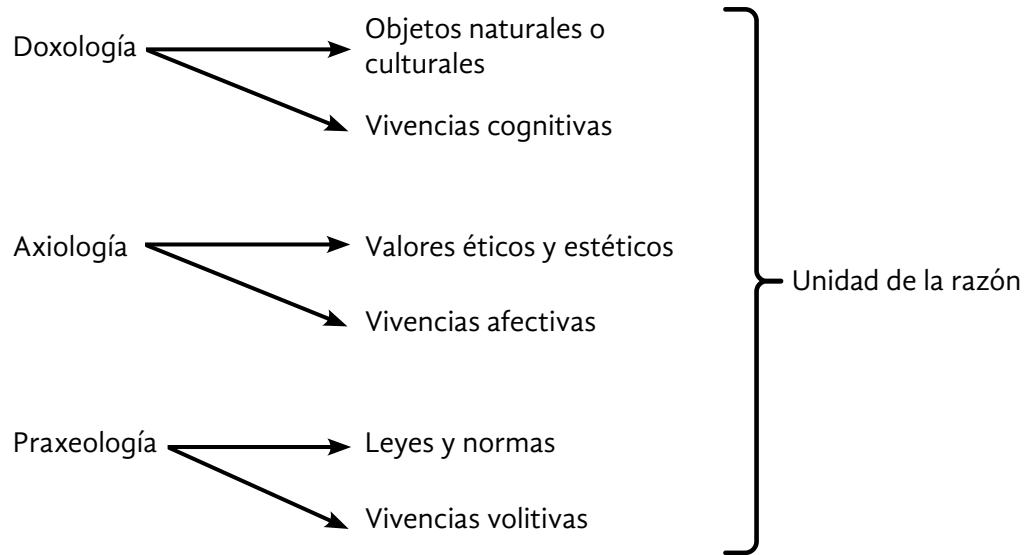 Doxología
Objetos naturales o
culturales
Vivencias cognitivas
Axiología
Valores éticos y estéticos
Vivencias afectivas
Praxeología
Leyes y normas
Vivencias volitivas
Unidad de la razón